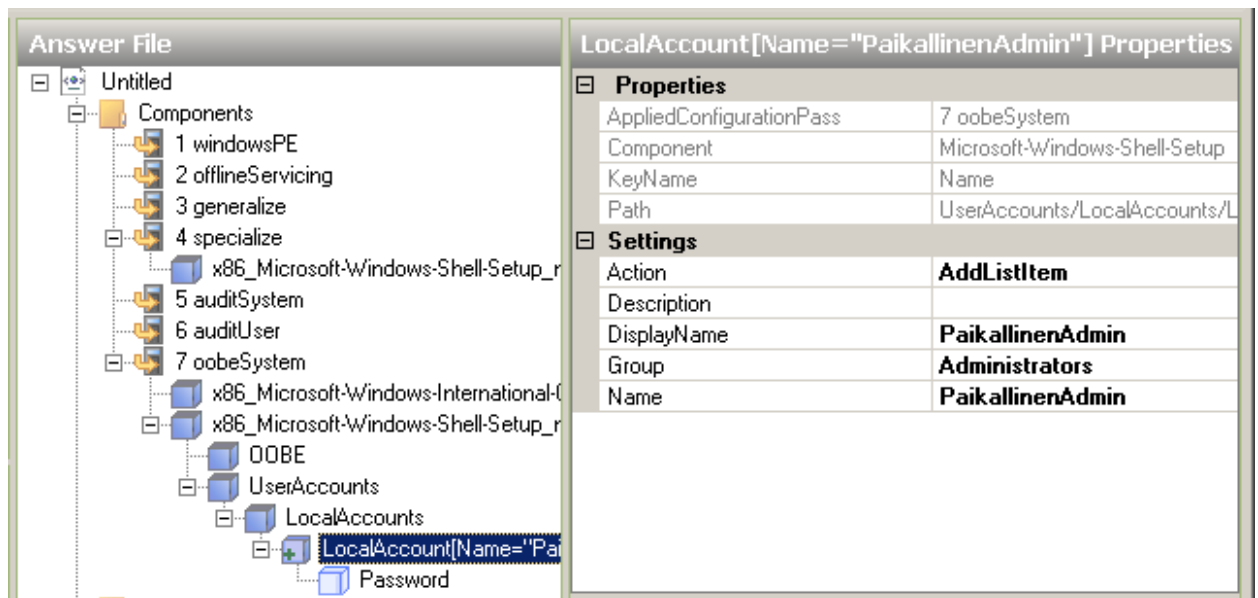 Answer File
Untitled
Components
1 windowsPE
2 offlineServicing
3 generalize
4 specialize
x86_Microsoft-Windows-Shell-Setup_
5 auditSystem
6 auditUser
7 oobeSystem
x86_Microsoft-Windows-International-
x86_Microsoft-Windows-Shell-Setup_
OOBE
UserAccounts
LocalAccounts
LocalAccount[Name="Pai
Password
LocalAccount[Name="PaikallinenAdmin"] Properties
Properties
AppliedConfigurationPass 7 oobeSystem
Component Microsoft-Windows-Shell-Setup
KeyName Name
Path UserAccounts/LocalAccounts/L
Settings
Action AddListItem
Description
DisplayName PaikallinenAdmin
Group Administrators
Name PaikallinenAdmin